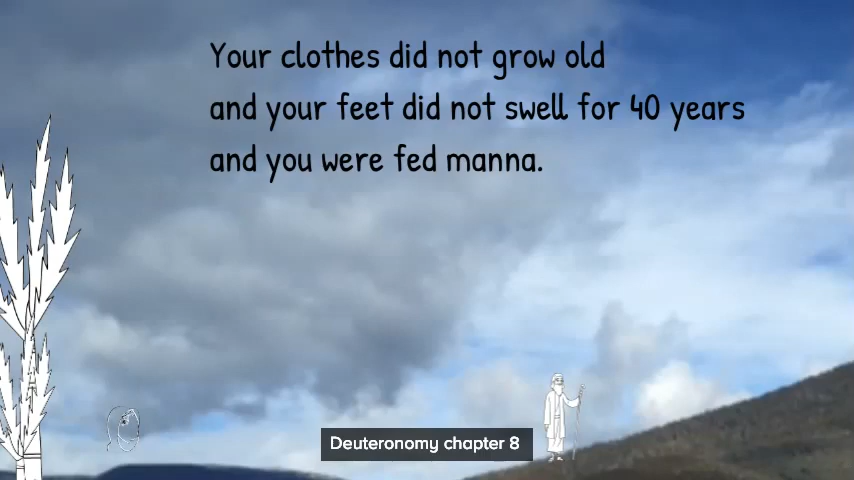 Your clothes did not grow old
and your feet did not swell for 40 years
and you were fed manna.
Deuteronomy chapter 8